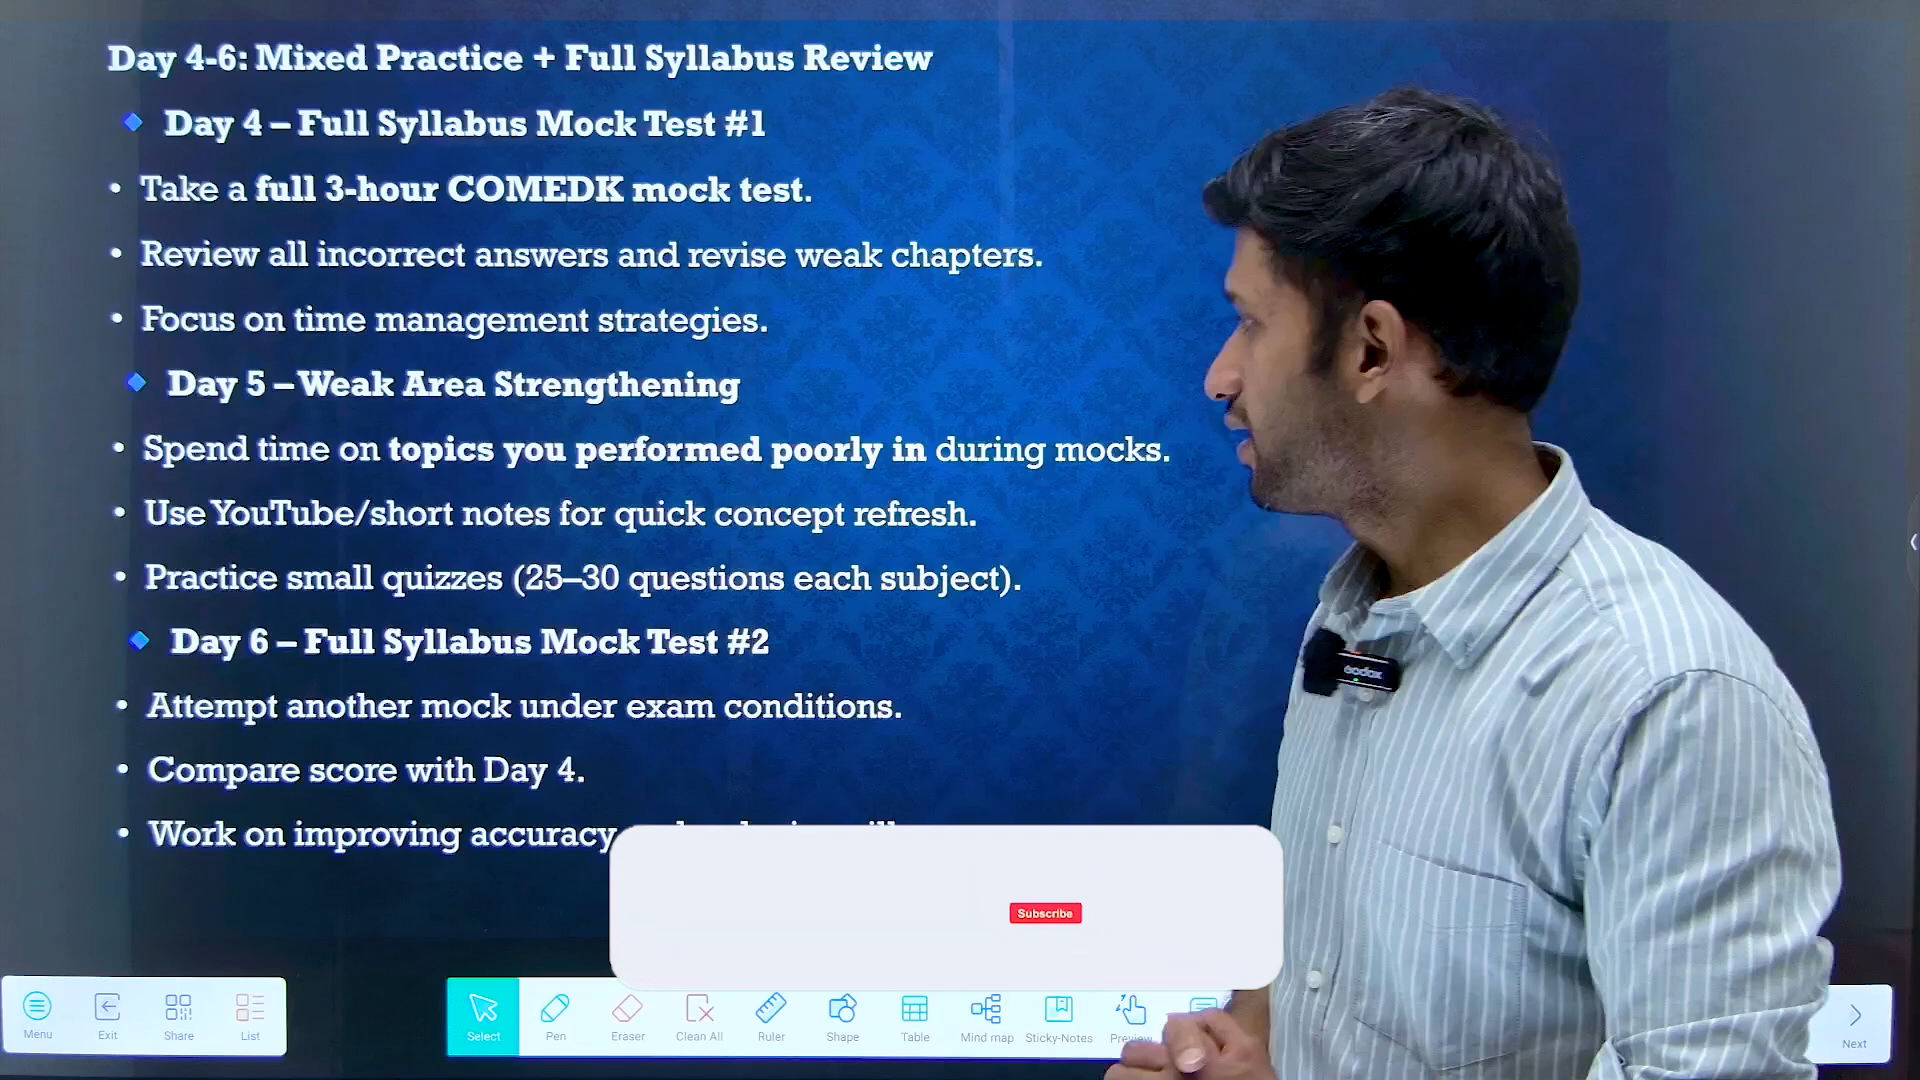 Day 4-6: Mixed Practice + Full Syllabus Review
Day 4 – Full Syllabus Mock Test #1
• Take a full 3-hour COMEDK mock test.
• Review all incorrect answers and revise weak chapters.
• Focus on time management strategies.
Day 5 – Weak Area Strengthening
• Spend time on topics you performed poorly in during mocks.
• Use YouTube/short notes for quick concept refresh.
• Practice small quizzes (25–30 questions each subject).
Day 6 – Full Syllabus Mock Test #2
• Attempt another mock under exam conditions.
• Compare score with Day 4.
• Work on improving accuracy
Godox
Subscribe
Menu Exit Share List Select Pen Eraser Clean All Ruler Shape Table Mind map Sticky-Notes Preview Next